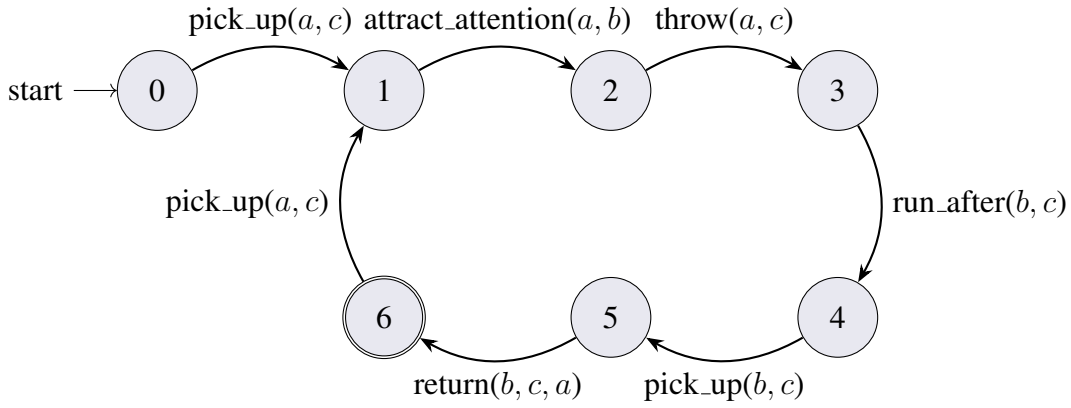 pick_up(a, c) attract_attention(a, b) throw(a, c)
start 0 1 2 3
pick_up(a, c) run_after(b, c)
6 5 4
return(b, c, a) pick_up(b, c)